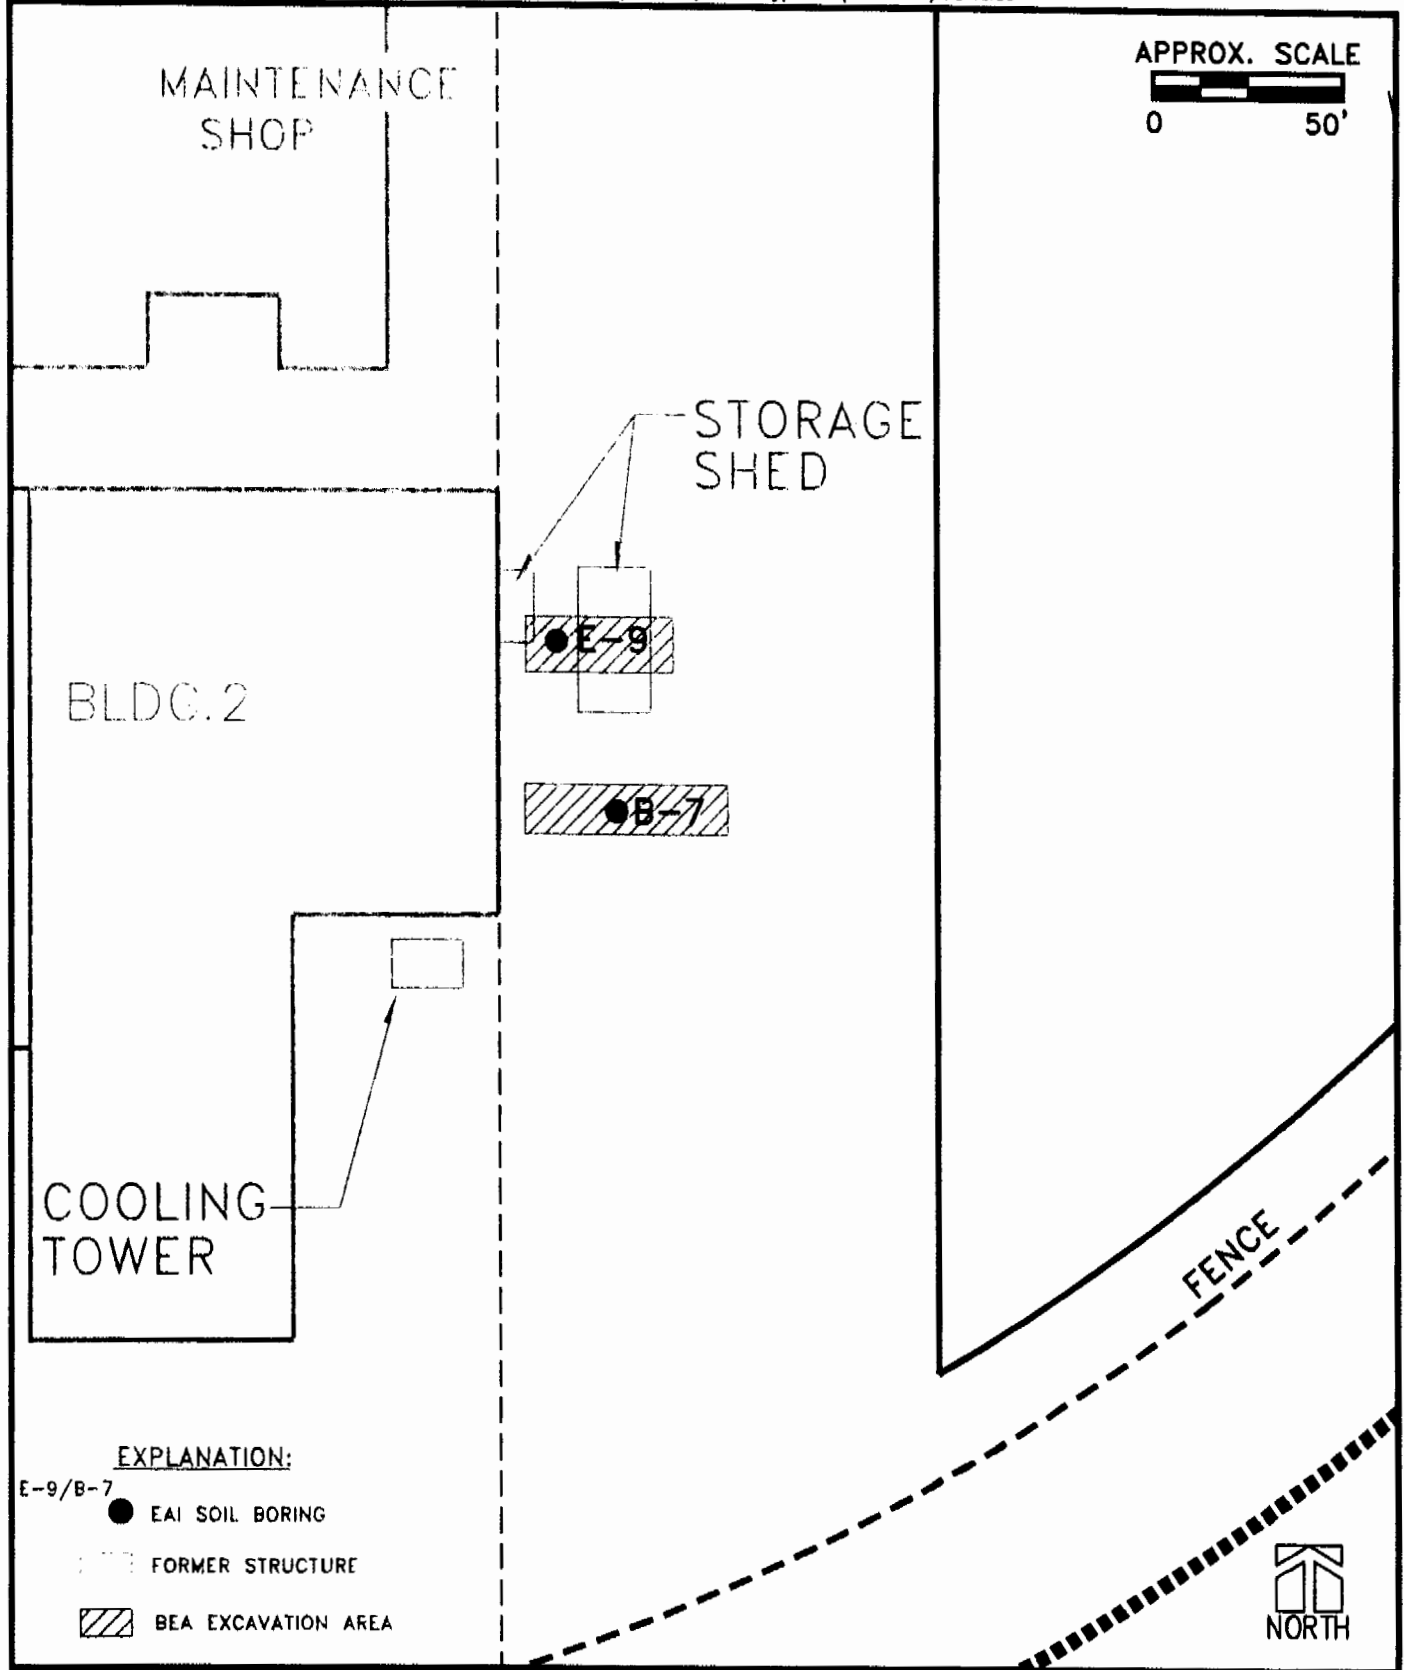 APPROX. SCALE
0 50'
MAINTENANCE
SHOP
STORAGE
SHED
E-9
BLDG.2
B-7
COOLING
TOWER
FENCE
EXPLANATION:
E-9/B-7
EAI SOIL BORING
FORMER STRUCTURE
BEA EXCAVATION AREA
NORTH